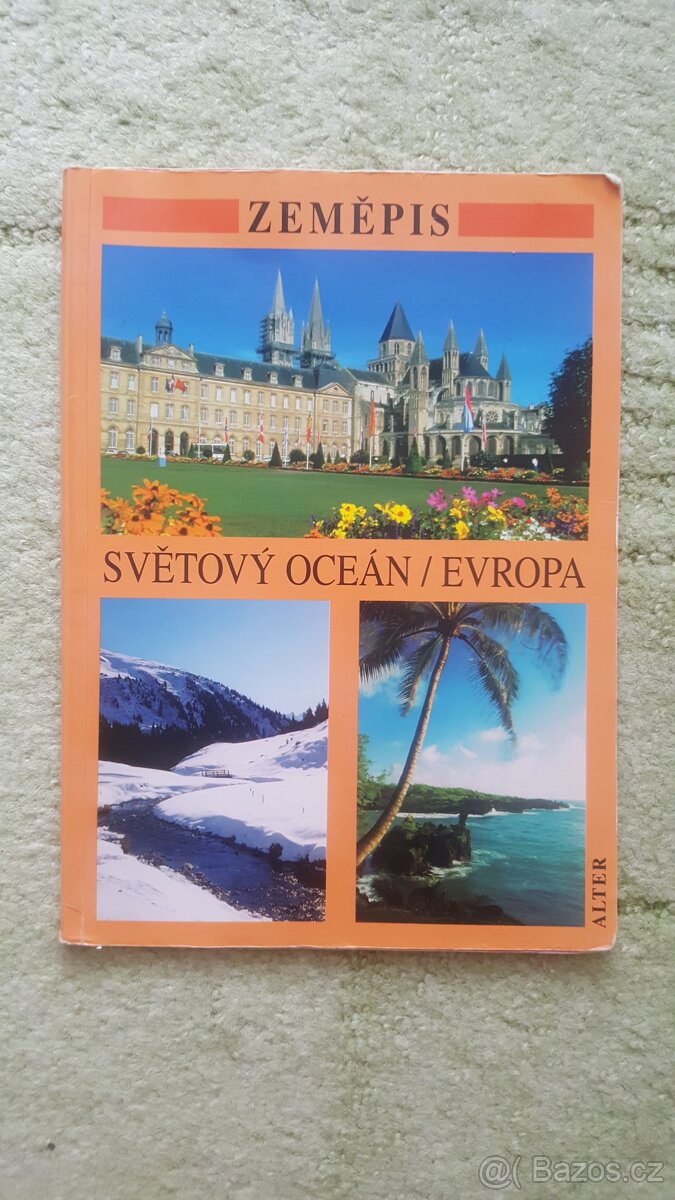 ZEMĚPIS
SVĚTOVÝ OCEÁN / EVROPA
ALTER
@( Bazos.cz